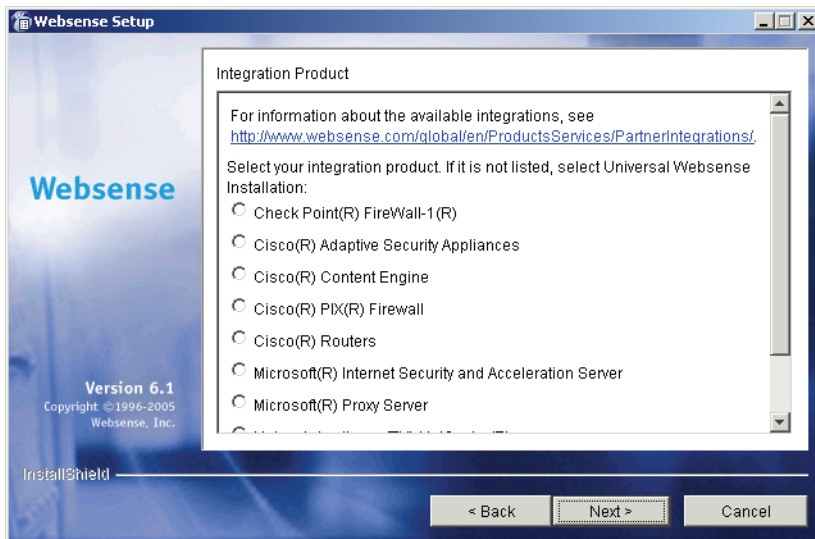 Websense Setup
Integration Product
For information about the available integrations, see
http://www.websense.com/global/en/ProductsServices/PartnerIntegrations/.
Select your integration product. If it is not listed, select Universal Websense
Installation:
Check Point(R) FireWall-1(R)
Cisco(R) Adaptive Security Appliances
Cisco(R) Content Engine
Cisco(R) PIX(R) Firewall
Cisco(R) Routers
Microsoft(R) Internet Security and Acceleration Server
Microsoft(R) Proxy Server
Websense
Version 6.1
Copyright ©1996-2005
Websense, Inc.
InstallShield
< Back
Next >
Cancel